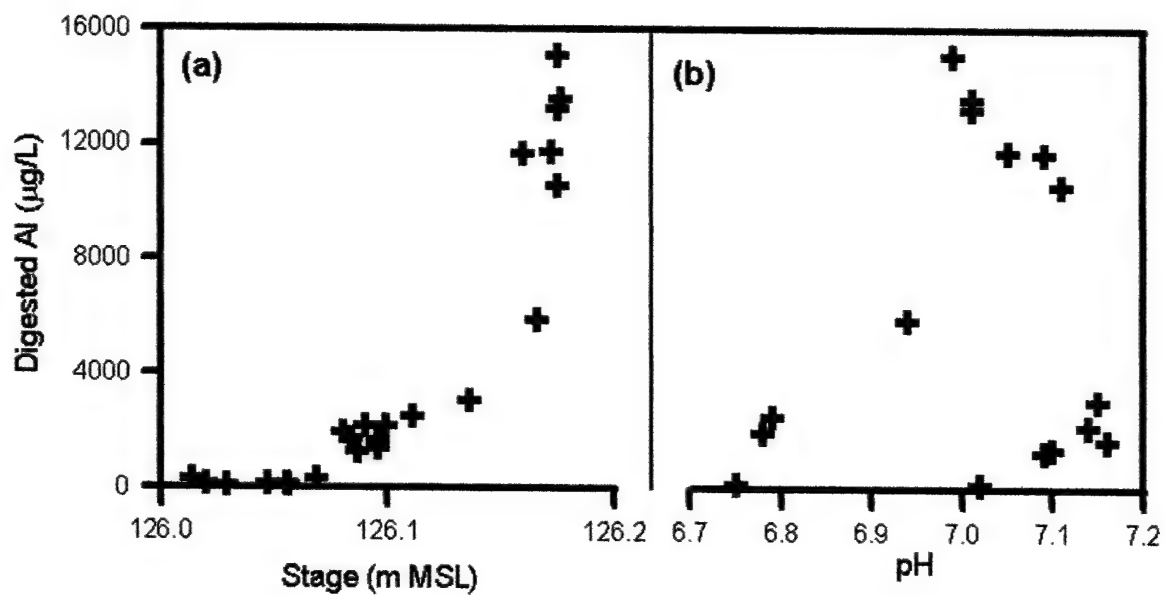 16000
12000
8000
4000
0
Digested Al (µg/L)
(a)
126.0 126.1 126.2
Stage (m MSL)
(b)
6.7 6.8 6.9 7.0 7.1 7.2
pH